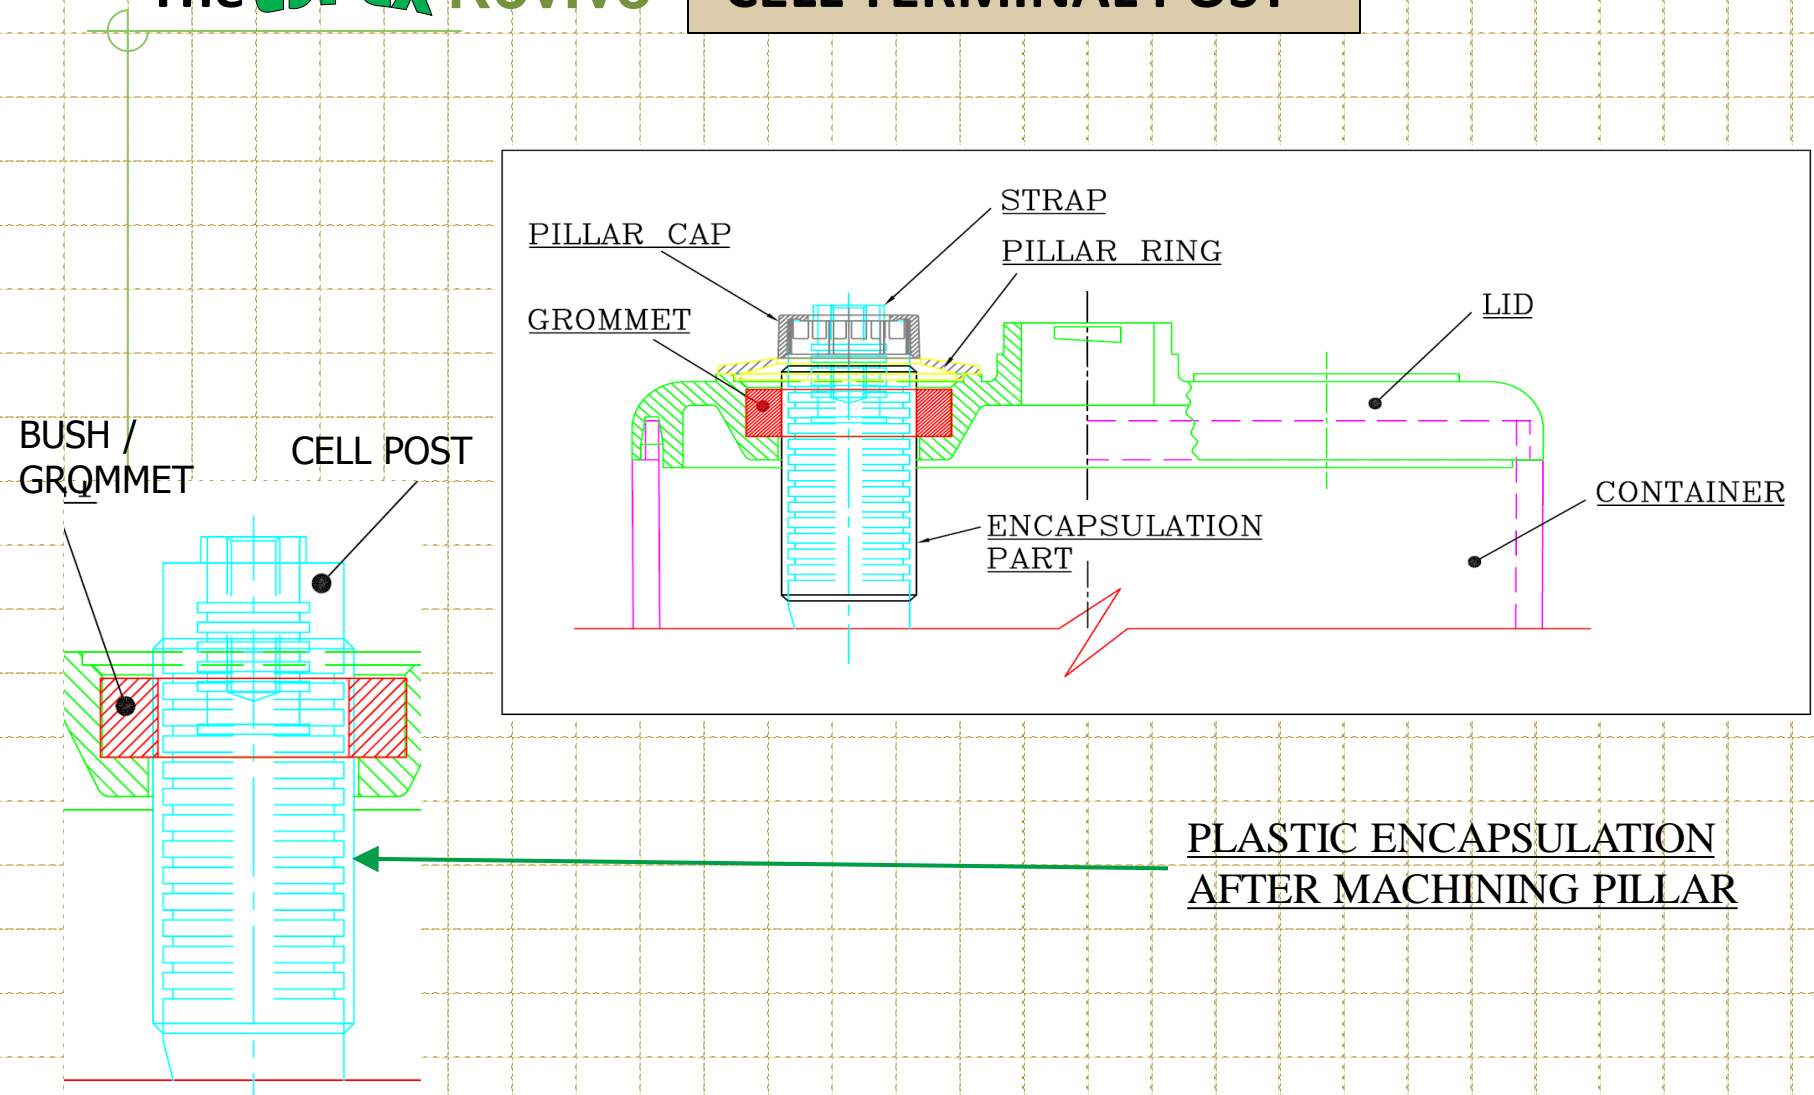 The
CELL TERMINAL POST
STRAP
PILLAR CAP
PILLAR RING
GROMMET
LID
BUSH /
GROMMET
CELL POST
CONTAINER
ENCAPSULATION
PART
PLASTIC ENCAPSULATION
AFTER MACHINING PILLAR